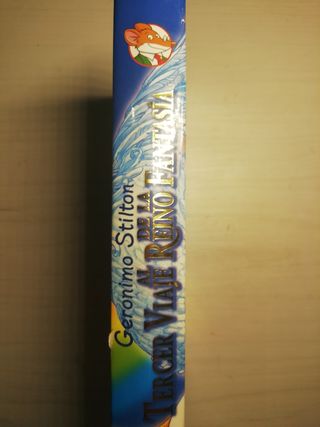 Geronimo Stilton
TERCER VIAJE
AL REINO
DE LA FANTASÍA